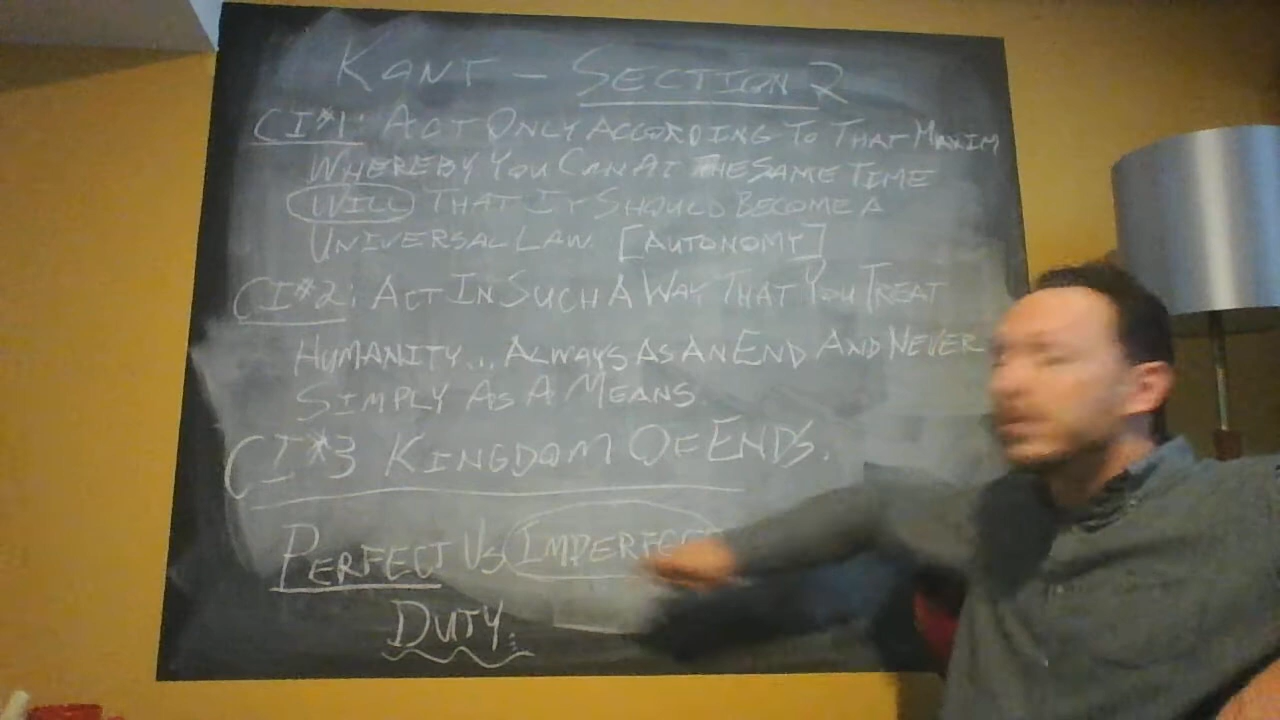 KANT - SECTION 2
CI#1: ACT ONLY ACCORDING TO THAT MAXIM
WHEREBY YOU CAN AT THE SAME TIME
WILL THAT IT SHOULD BECOME A
UNIVERSAL LAW. [AUTONOMY]
CI#2: ACT IN SUCH A WAY THAT YOU TREAT
HUMANITY... ALWAYS AS AN END AND NEVER
SIMPLY AS A MEANS.
CI#3 KINGDOM OF ENDS.
PERFECT VS IMPERFECT
DUTY: